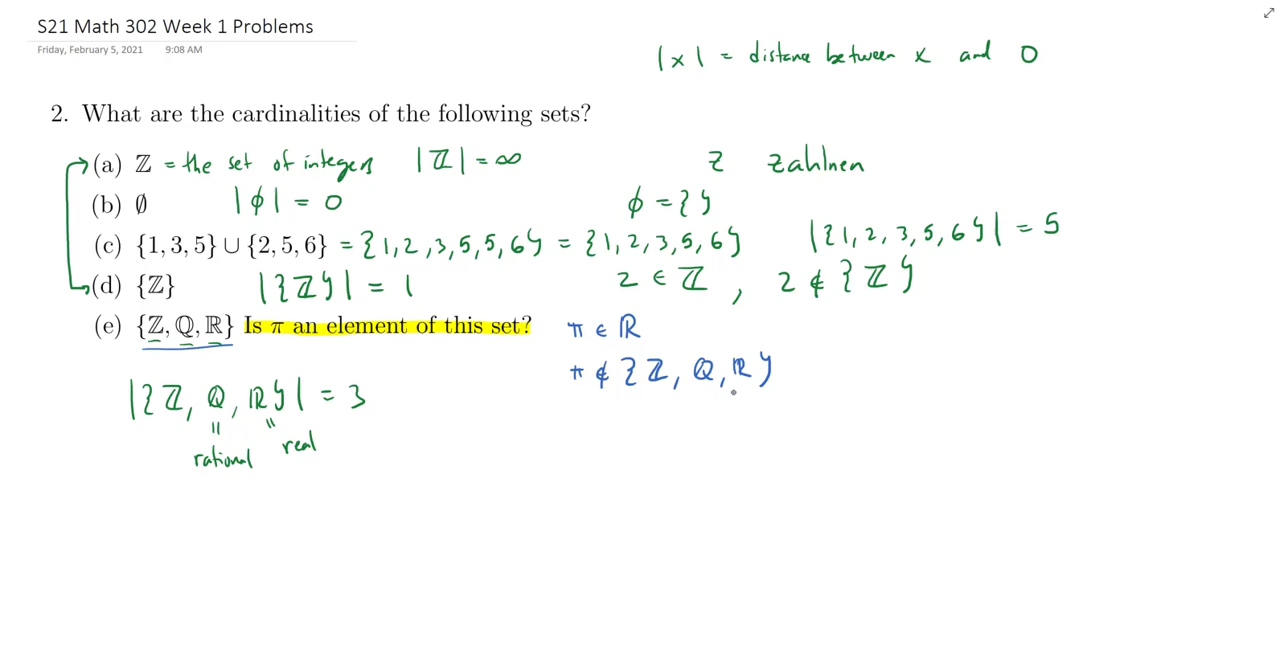 S21 Math 302 Week 1 Problems
Friday, February 5, 2021 9:08 AM
|x| = distance between x and 0
2. What are the cardinalities of the following sets?
(a) ℤ = the set of integers |ℤ| = ∞ Z Zahlnen
(b) ∅ |∅| = 0 ∅ = { }
(c) {1, 3, 5} ∪ {2, 5, 6} = {1, 2, 3, 5, 5, 6} = {1, 2, 3, 5, 6} |{1, 2, 3, 5, 6}| = 5
(d) {ℤ} |{ℤ}| = 1 2 ∈ ℤ, 2 ∉ {ℤ}
(e) {ℤ, ℚ, ℝ} Is π an element of this set? π ∈ ℝ
π ∉ {ℤ, ℚ, ℝ}
|{ℤ, ℚ, ℝ}| = 3
= =
rational real